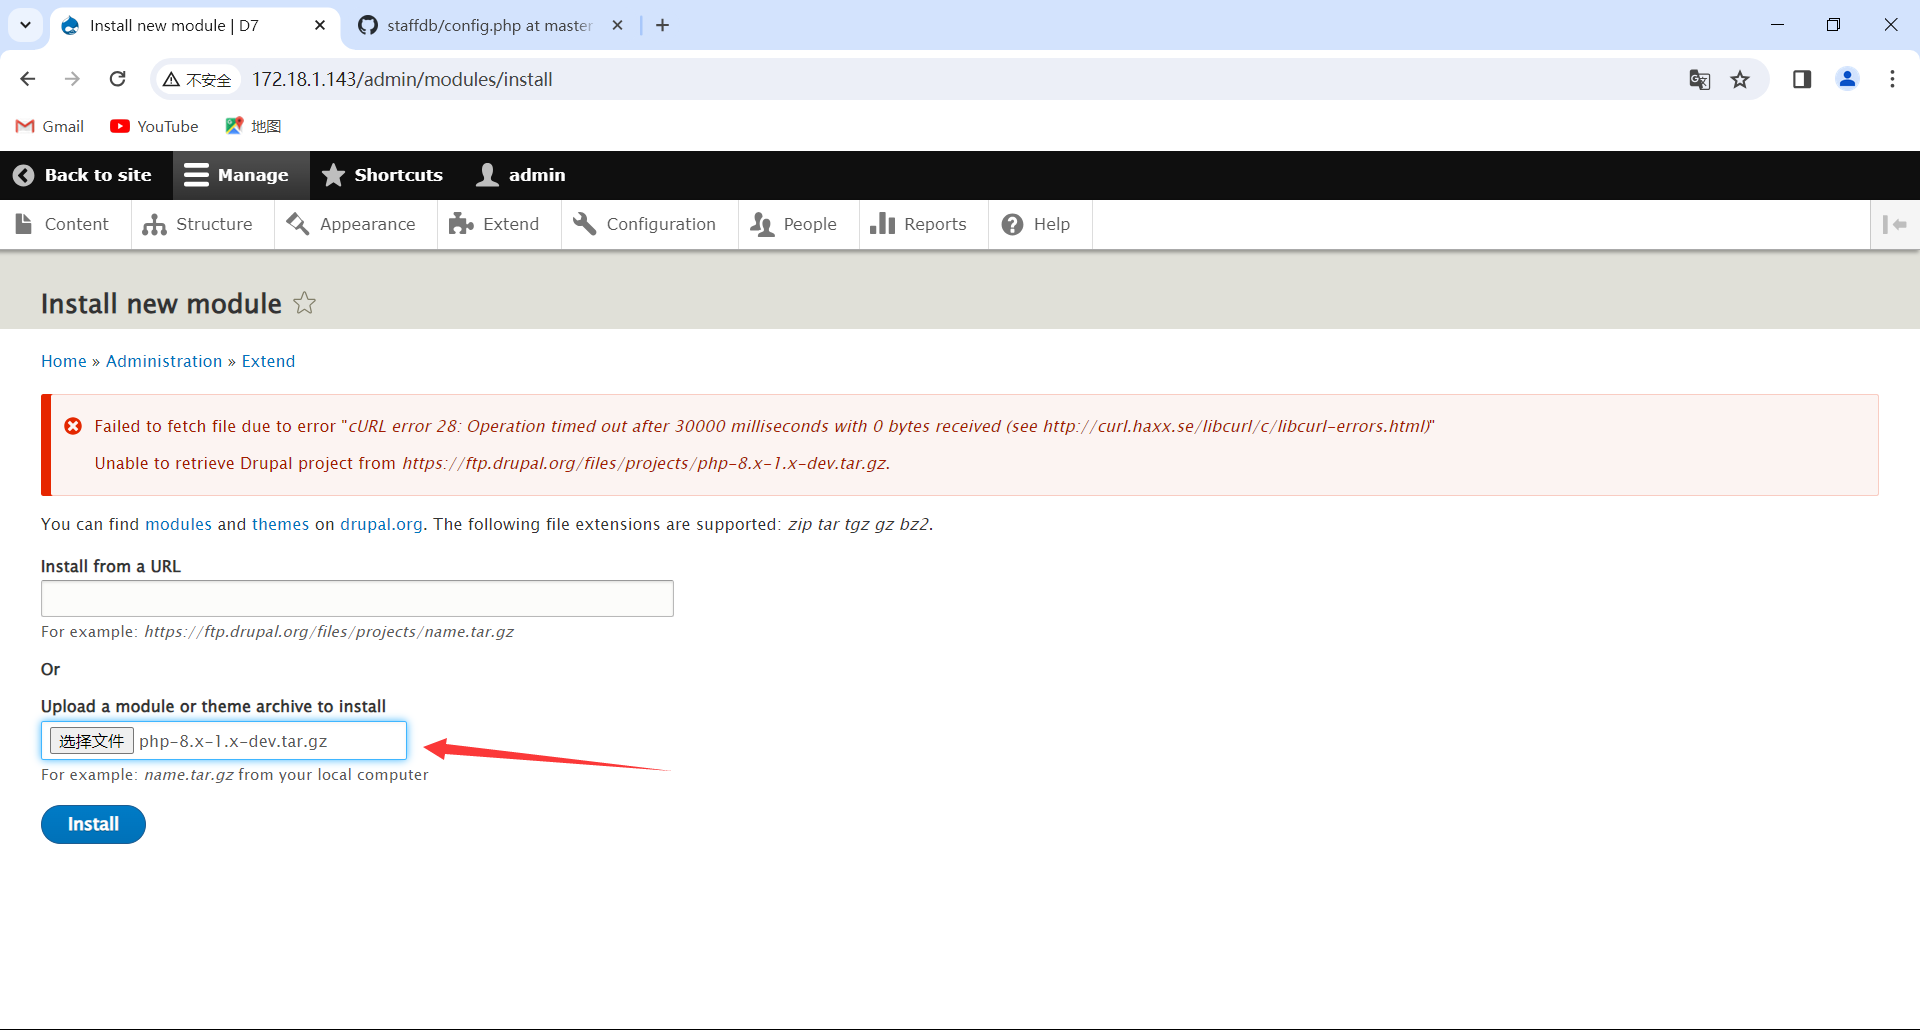 Install new module | D7
staffdb/config.php at master
不安全
172.18.1.143/admin/modules/install
Gmail
YouTube
地图
Back to site
Manage
Shortcuts
admin
Content
Structure
Appearance
Extend
Configuration
People
Reports
Help
Install new module
Home » Administration » Extend
Failed to fetch file due to error "cURL error 28: Operation timed out after 30000 milliseconds with 0 bytes received (see http://curl.haxx.se/libcurl/c/libcurl-errors.html)"
Unable to retrieve Drupal project from https://ftp.drupal.org/files/projects/php-8.x-1.x-dev.tar.gz.
You can find modules and themes on drupal.org. The following file extensions are supported: zip tar tgz gz bz2.
Install from a URL
For example: https://ftp.drupal.org/files/projects/name.tar.gz
Or
Upload a module or theme archive to install
选择文件 php-8.x-1.x-dev.tar.gz
For example: name.tar.gz from your local computer
Install